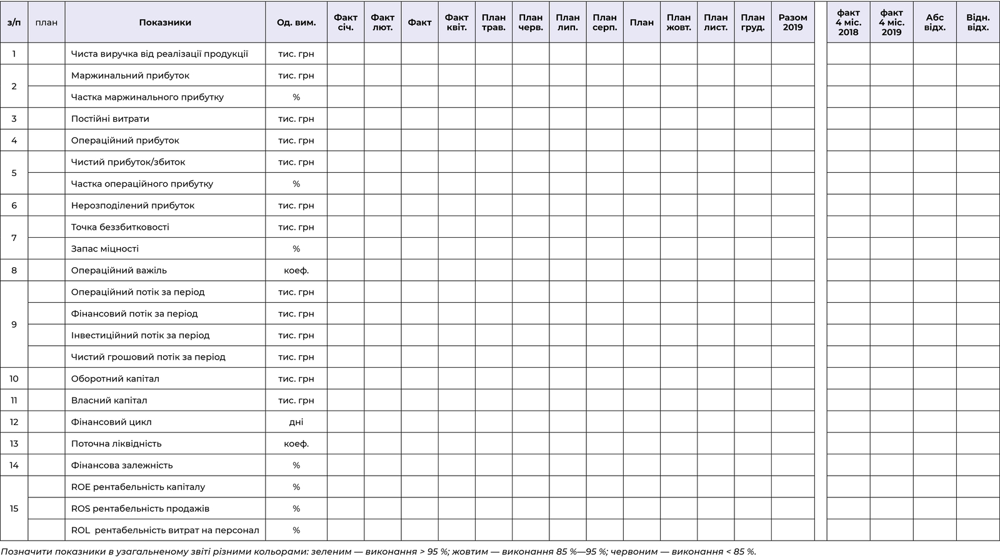 з/п план Показники Од. вим. Факт січ. Факт лют. Факт Факт квіт. План трав. План черв. План лип. План серп. План План жовт. План лист. План груд. Разом 2019 факт 4 міс. 2018 факт 4 міс. 2019 Абс відх. Відн. відх.
1 Чиста виручка від реалізації продукції тис. грн
2 Маржинальний прибуток тис. грн
Частка маржинального прибутку %
3 Постійні витрати тис. грн
4 Операційний прибуток тис. грн
5 Чистий прибуток/збиток тис. грн
Частка операційного прибутку %
6 Нерозподілений прибуток тис. грн
7 Точка беззбитковості тис. грн
Запас міцності %
8 Операційний важіль коеф.
9 Операційний потік за період тис. грн
Фінансовий потік за період тис. грн
Інвестиційний потік за період тис. грн
Чистий грошовий потік за період тис. грн
10 Оборотний капітал тис. грн
11 Власний капітал тис. грн
12 Фінансовий цикл дні
13 Поточна ліквідність коеф.
14 Фінансова залежність %
15 ROE рентабельність капіталу %
ROS рентабельність продажів %
ROL рентабельність витрат на персонал %
Позначити показники в узагальненому звіті різними кольорами: зеленим — виконання > 95 %; жовтим — виконання 85 %—95 %; червоним — виконання < 85 %.